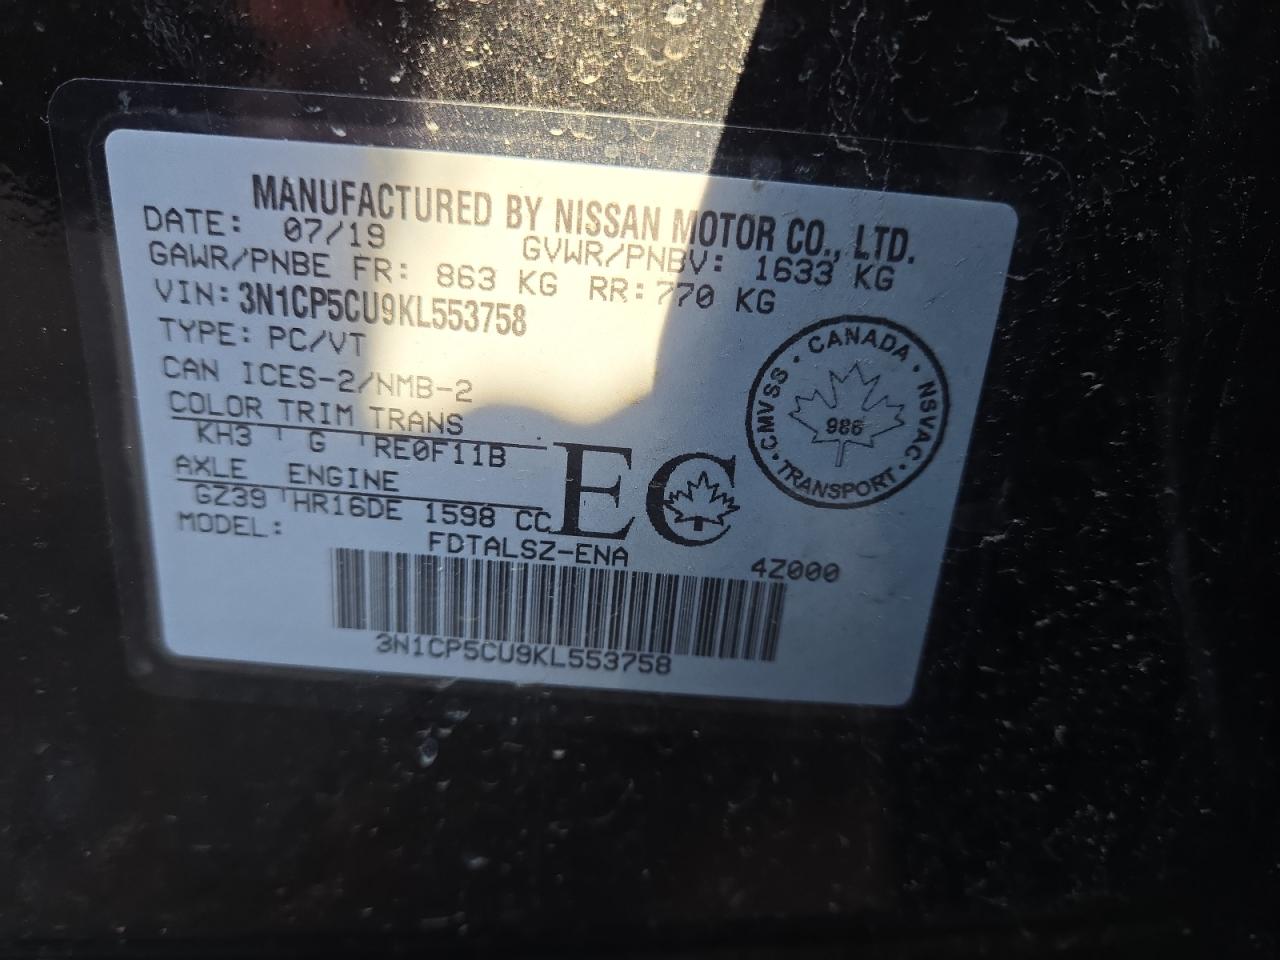 MANUFACTURED BY NISSAN MOTOR CO., LTD.
DATE: 07/19 GVWR/PNBV: 1633 KG
GAWR/PNBE FR: 863 KG RR: 770 KG
VIN: 3N1CP5CU9KL553758
TYPE: PC/VT
CAN ICES-2/NMB-2
COLOR TRIM TRANS
KH3 G RE0F11B
AXLE ENGINE
GZ39 HR16DE 1598 CC
MODEL: FDTALSZ-ENA
EC
4Z000
3N1CP5CU9KL553758
CMVSS · CANADA · NSVAC · TRANSPORT ·
986